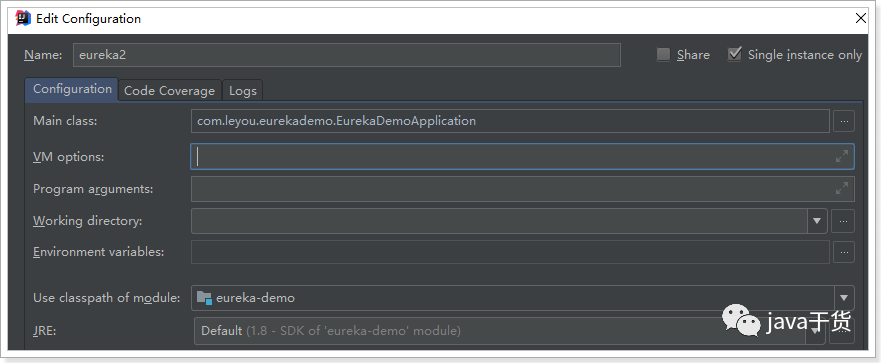 Edit Configuration
Name: eureka2 Share Single instance only
Configuration Code Coverage Logs
Main class: com.leyou.eurekademo.EurekaDemoApplication ...
VM options:
Program arguments:
Working directory: ...
Environment variables: ...
Use classpath of module: eureka-demo
JRE: Default (1.8 - SDK of 'eureka-demo' module) ...
java干货